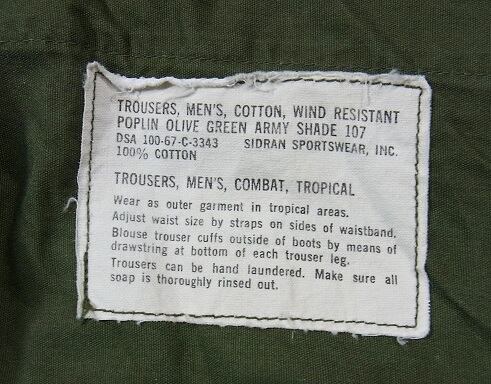 TROUSERS, MEN'S, COTTON, WIND RESISTANT
POPLIN OLIVE GREEN ARMY SHADE 107
DSA 100-67-C-3343 SIDRAN SPORTSWEAR, INC.
100% COTTON
TROUSERS, MEN'S, COMBAT, TROPICAL
Wear as outer garment in tropical areas.
Adjust waist size by straps on sides of waistband.
Blouse trouser cuffs outside of boots by means of
drawstring at bottom of each trouser leg.
Trousers can be hand laundered. Make sure all
soap is thoroughly rinsed out.